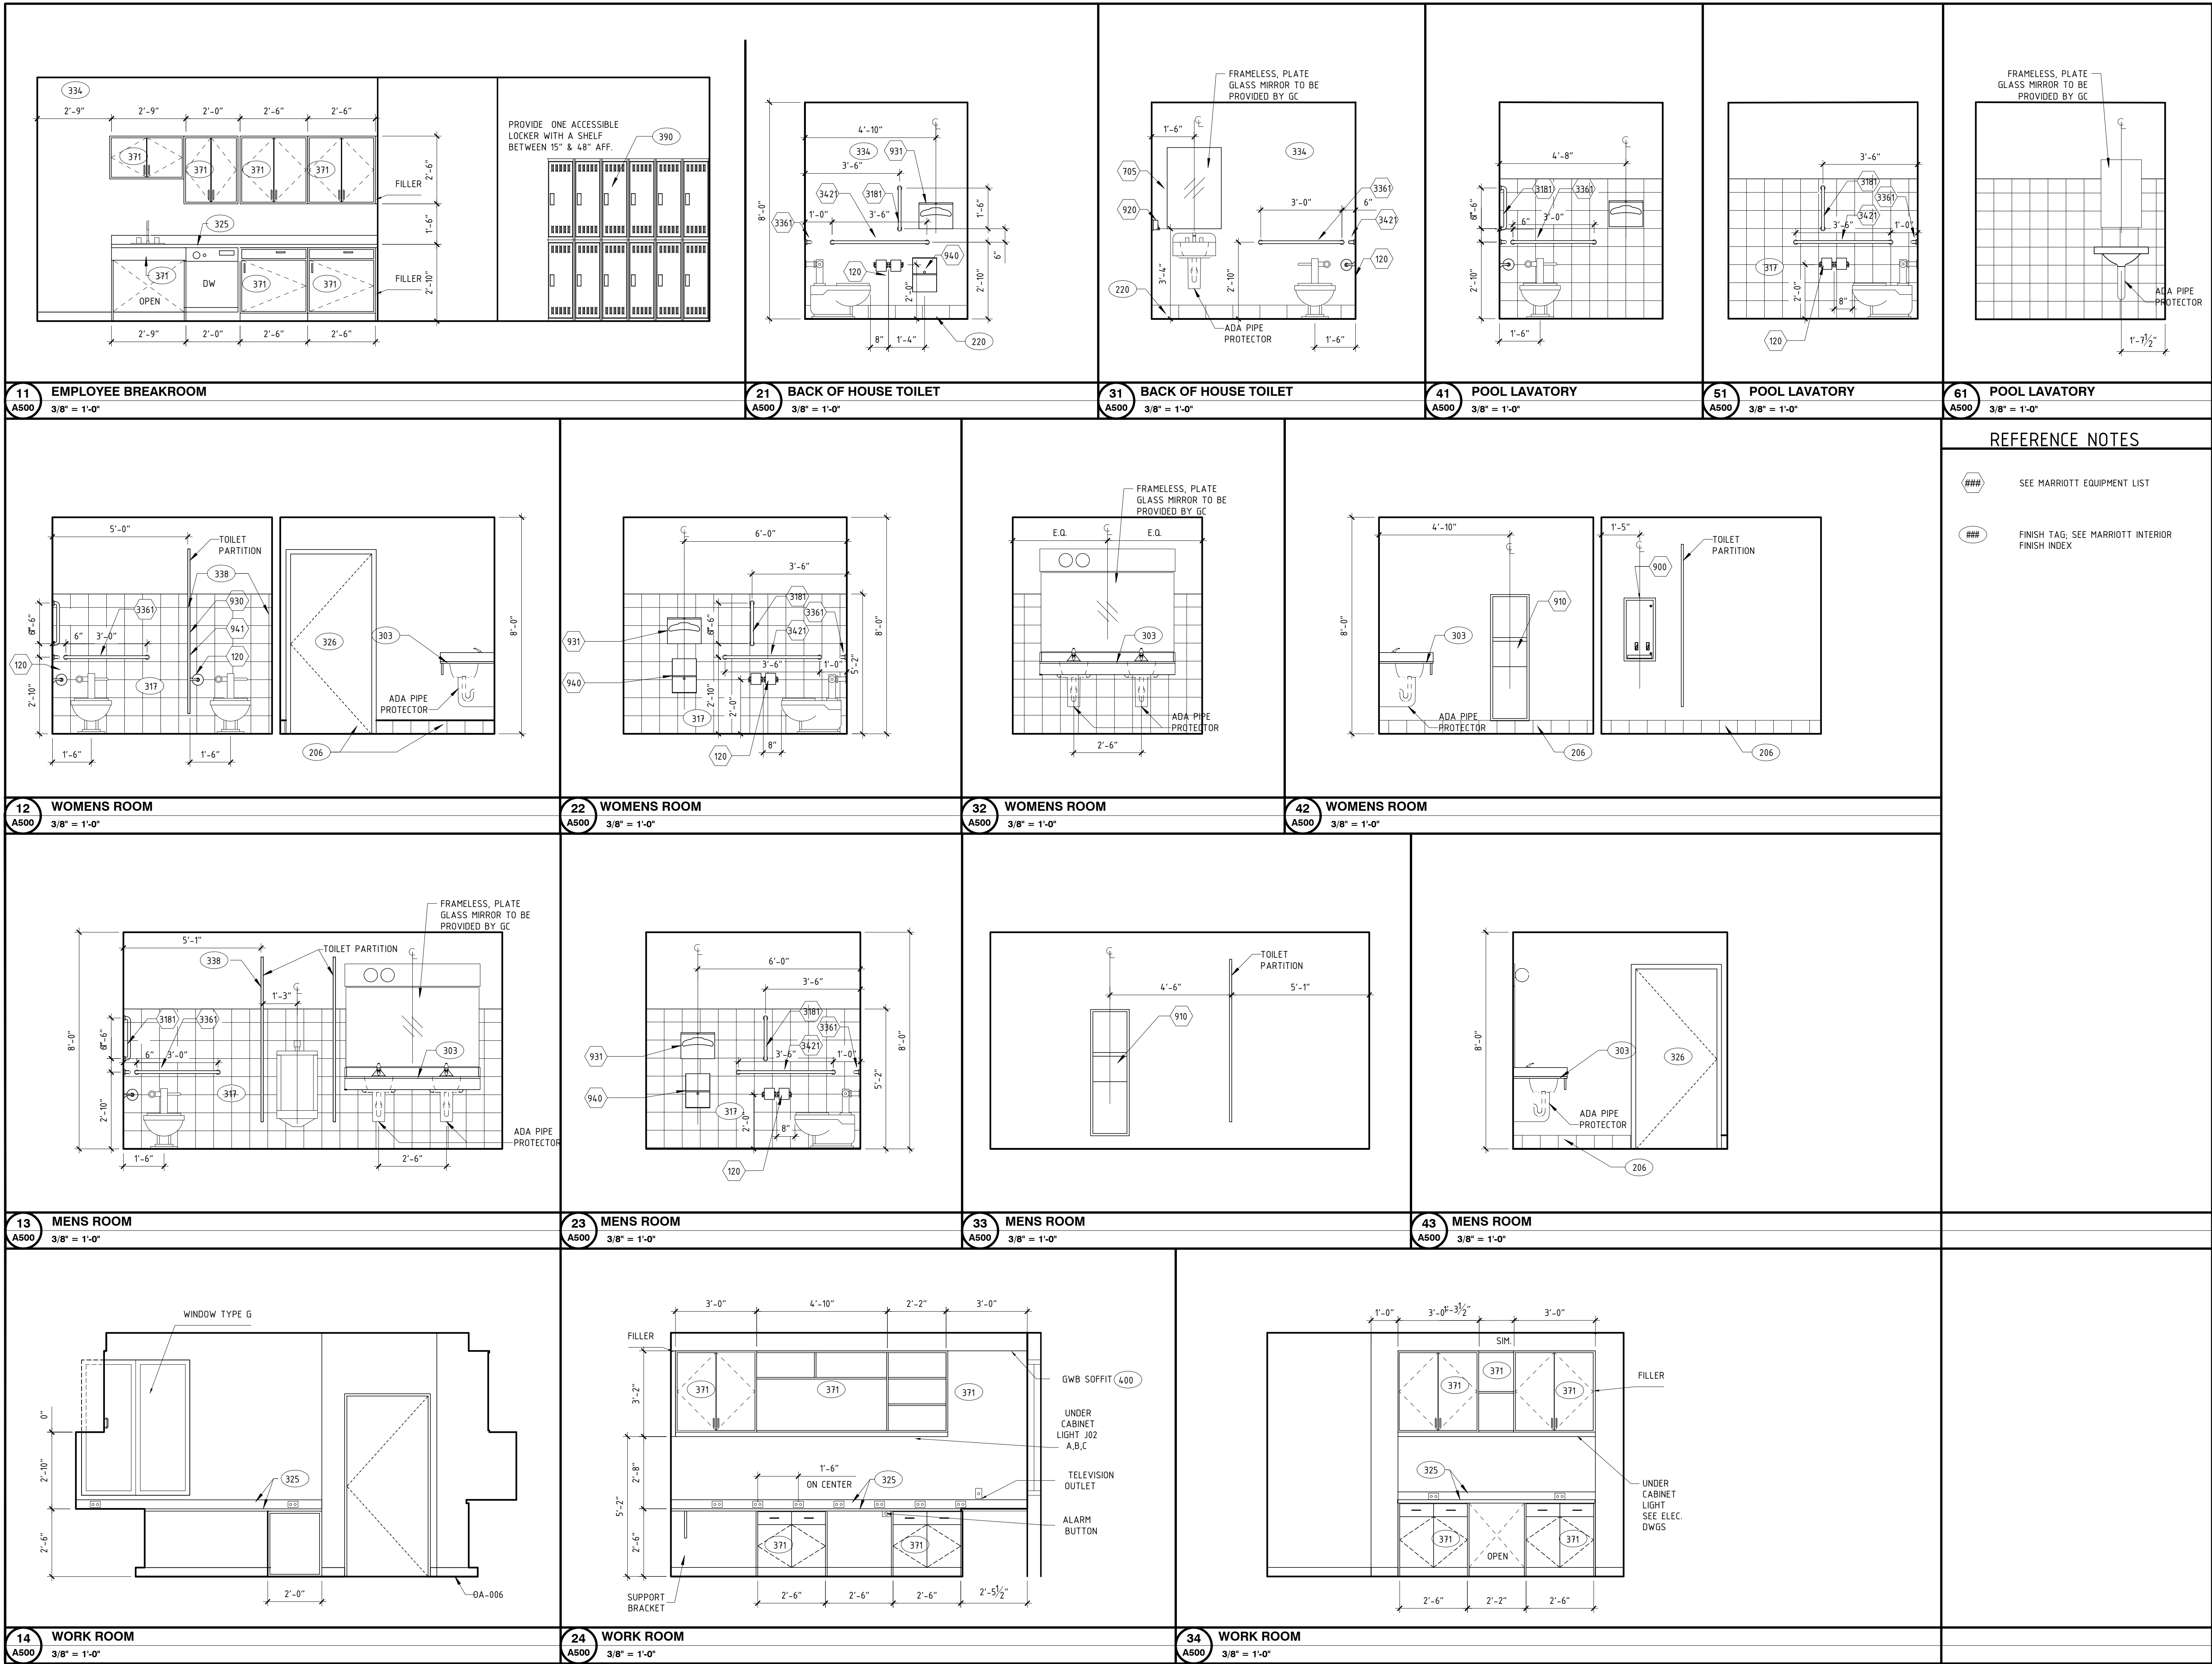 334
2'-9"
2'-9"
2'-0"
2'-6"
2'-6"
371
371
371
371
2'-6"
FILLER
1'-6"
325
371
OPEN
DW
371
371
FILLER
2'-10"
2'-9"
2'-0"
2'-6"
2'-6"
PROVIDE ONE ACCESSIBLE
LOCKER WITH A SHELF
BETWEEN 15" & 48" AFF.
390
11
A500
EMPLOYEE BREAKROOM
3/8" = 1'-0"
4'-10"
334
931
3'-6"
8'-0"
3421
3181
1'-0"
3'-6"
3361
1'-6"
6"
940
120
2'-0"
2'-10"
8"
1'-4"
220
21
A500
BACK OF HOUSE TOILET
3/8" = 1'-0"
FRAMELESS, PLATE
GLASS MIRROR TO BE
PROVIDED BY GC
1'-6"
334
705
920
3361
3'-0"
6"
3421
120
3'-4"
2'-10"
220
ADA PIPE
PROTECTOR
1'-6"
31
A500
BACK OF HOUSE TOILET
3/8" = 1'-0"
4'-8"
3181
3361
6"
3'-0"
2'-10"
1'-6"
41
A500
POOL LAVATORY
3/8" = 1'-0"
3'-6"
3181
3361
3421
3'-6"
1'-0"
317
2'-0"
8"
120
51
A500
POOL LAVATORY
3/8" = 1'-0"
FRAMELESS, PLATE
GLASS MIRROR TO BE
PROVIDED BY GC
ADA PIPE
PROTECTOR
1'-7 1/2"
61
A500
POOL LAVATORY
3/8" = 1'-0"
5'-0"
TOILET
PARTITION
338
930
3361
941
6"
3'-0"
120
120
317
2'-10"
1'-6"
1'-6"
326
303
8'-0"
ADA PIPE
PROTECTOR
206
12
A500
WOMENS ROOM
3/8" = 1'-0"
6'-0"
3'-6"
3181
3361
931
3421
3'-6"
1'-0"
940
2'-10"
2'-0"
317
8"
120
5'-2"
8'-0"
22
A500
WOMENS ROOM
3/8" = 1'-0"
FRAMELESS, PLATE
GLASS MIRROR TO BE
PROVIDED BY GC
E.Q.
E.Q.
303
ADA PIPE
PROTECTOR
2'-6"
32
A500
WOMENS ROOM
3/8" = 1'-0"
4'-10"
8'-0"
303
910
ADA PIPE
PROTECTOR
206
1'-5"
TOILET
PARTITION
900
206
42
A500
WOMENS ROOM
3/8" = 1'-0"
REFERENCE NOTES
###
SEE MARRIOTT EQUIPMENT LIST
###
FINISH TAG; SEE MARRIOTT INTERIOR
FINISH INDEX
FRAMELESS, PLATE
GLASS MIRROR TO BE
PROVIDED BY GC
5'-1"
TOILET PARTITION
338
1'-3"
8'-0"
3181
3361
6"
3'-0"
303
317
2'-10"
ADA PIPE
PROTECTOR
1'-6"
2'-6"
13
A500
MENS ROOM
3/8" = 1'-0"
6'-0"
3'-6"
3181
3361
931
3421
3'-6"
1'-0"
940
317
2'-0"
8"
120
5'-2"
8'-0"
23
A500
MENS ROOM
3/8" = 1'-0"
TOILET
PARTITION
4'-6"
5'-1"
910
33
A500
MENS ROOM
3/8" = 1'-0"
8'-0"
303
326
ADA PIPE
PROTECTOR
206
43
A500
MENS ROOM
3/8" = 1'-0"
WINDOW TYPE G
0"
2'-10"
2'-6"
325
2'-0"
DA-006
14
A500
WORK ROOM
3/8" = 1'-0"
3'-0"
4'-10"
2'-2"
3'-0"
FILLER
3'-2"
371
371
371
GWB SOFFIT
400
UNDER
CABINET
LIGHT J02
A,B,C
2'-8"
1'-6"
ON CENTER
325
TELEVISION
OUTLET
5'-2"
ALARM
BUTTON
2'-6"
371
371
SUPPORT
BRACKET
2'-6"
2'-6"
2'-6"
2'-5 1/2"
24
A500
WORK ROOM
3/8" = 1'-0"
1'-0"
3'-0"
1'-3 1/2"
3'-0"
SIM.
371
371
371
FILLER
325
UNDER
CABINET
LIGHT
SEE ELEC.
DWGS
371
371
OPEN
2'-6"
2'-2"
2'-6"
34
A500
WORK ROOM
3/8" = 1'-0"